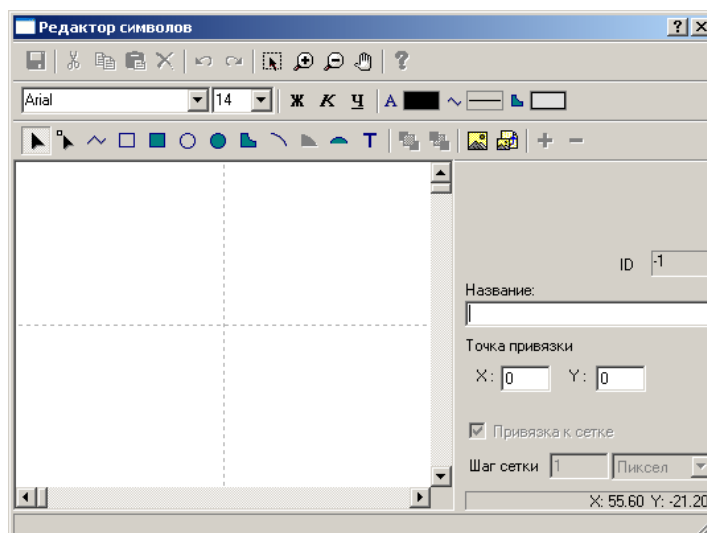 Редактор символов
Arial 14 Ж К Ч A
T
ID -1
Название:
Точка привязки
X: 0 Y: 0
Привязка к сетке
Шаг сетки 1 Пиксел
X: 55.60 Y: -21.20